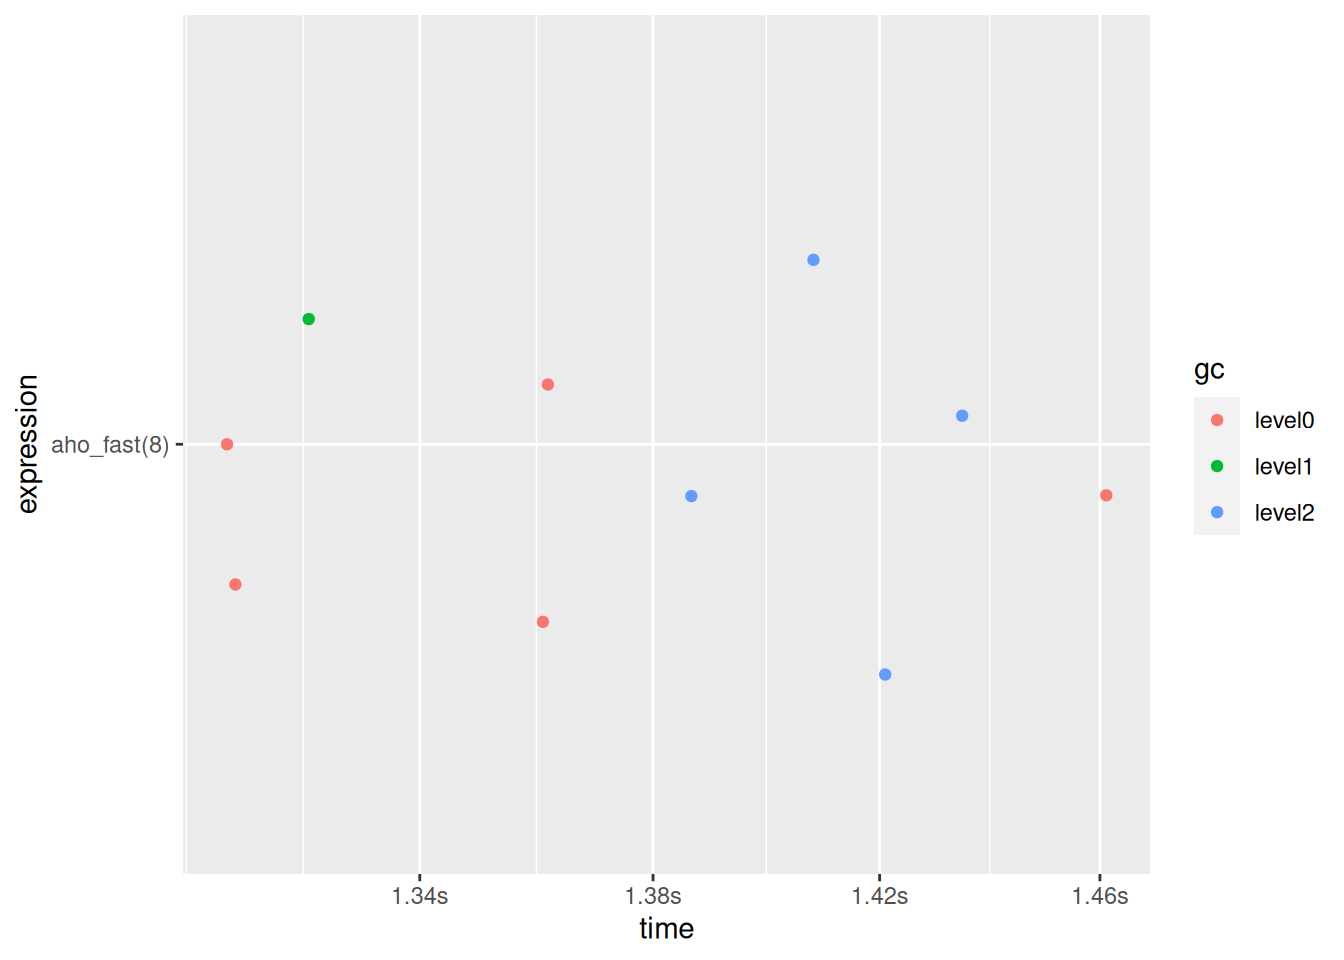 expression
aho_fast(8)
1.34s 1.38s 1.42s 1.46s
time
gc
level0
level1
level2